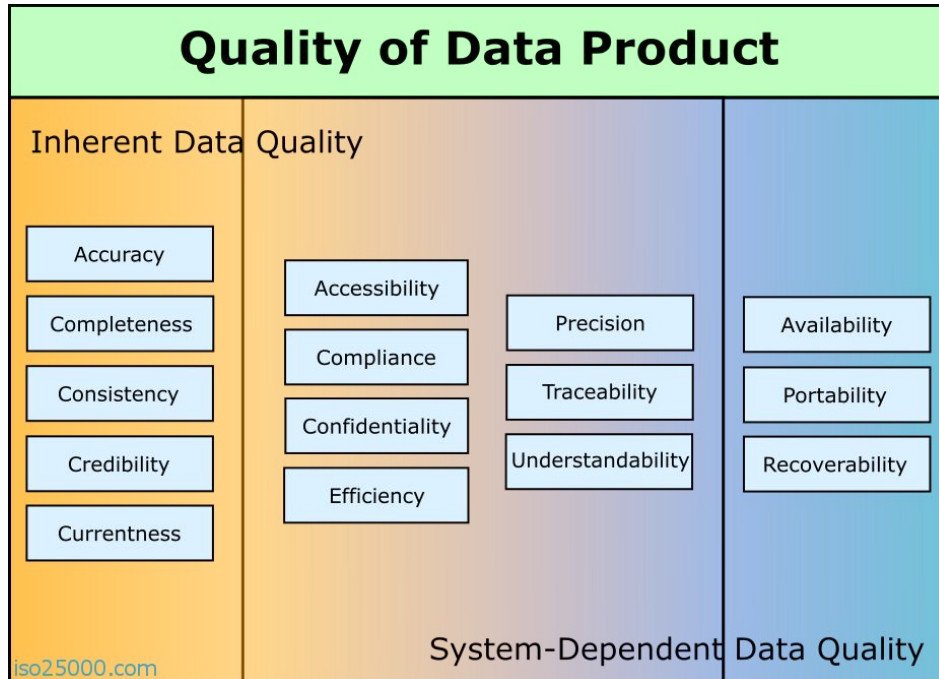 Quality of Data Product
Inherent Data Quality
Accuracy
Completeness
Consistency
Credibility
Currentness
Accessibility
Compliance
Confidentiality
Efficiency
Precision
Traceability
Understandability
Availability
Portability
Recoverability
System-Dependent Data Quality
iso25000.com